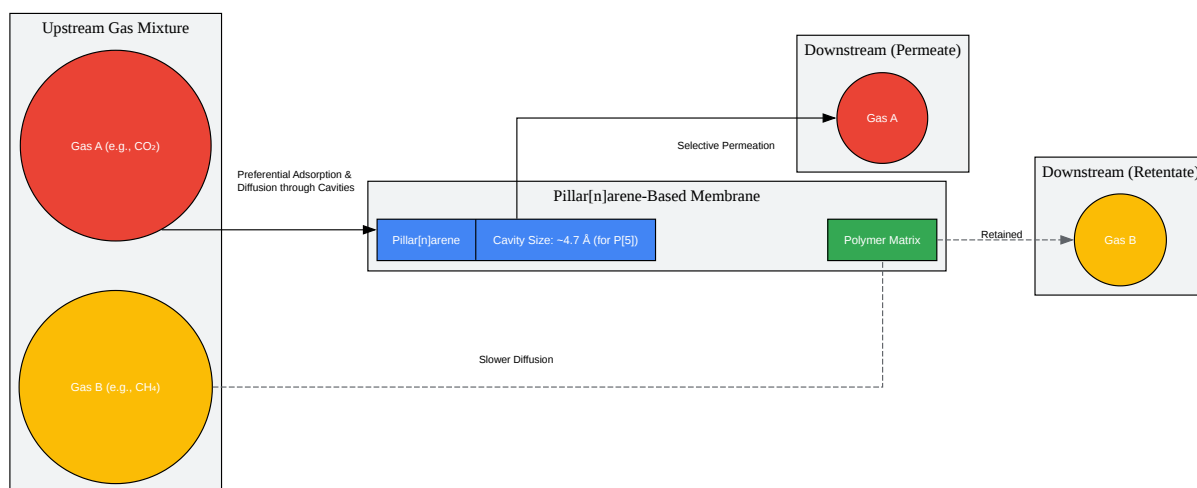 Upstream Gas Mixture
Gas A (e.g., CO₂)
Gas B (e.g., CH₄)
Preferential Adsorption &
Diffusion through Cavities
Pillar[n]arene-Based Membrane
Pillar[n]arene
Cavity Size: ~4.7 Å (for P[5])
Polymer Matrix
Selective Permeation
Slower Diffusion
Downstream (Permeate)
Gas A
Retained
Downstream (Retentate)
Gas B